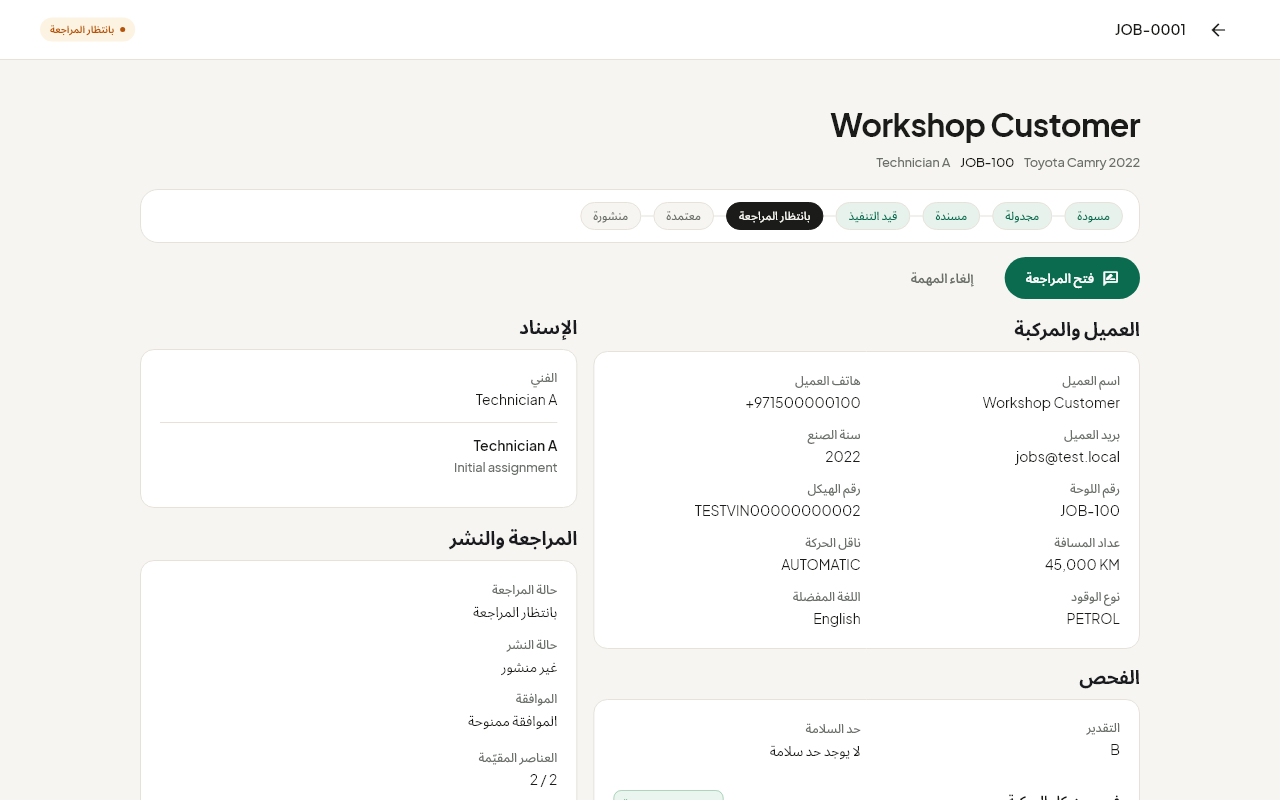 JOB-0001
بانتظار المراجعة
Workshop Customer
Toyota Camry 2022 JOB-100 Technician A
مسودة
مجدولة
مسندة
قيد التنفيذ
بانتظار المراجعة
معتمدة
منشورة
فتح المراجعة
إلغاء المهمة
العميل والمركبة
اسم العميل
Workshop Customer
هاتف العميل
+971500000100
بريد العميل
jobs@test.local
سنة الصنع
2022
رقم اللوحة
JOB-100
رقم الهيكل
TESTVIN00000000002
عداد المسافة
45,000 KM
ناقل الحركة
AUTOMATIC
نوع الوقود
PETROL
اللغة المفضلة
English
الفحص
التقدير
B
حد السلامة
لا يوجد حد سلامة
الإسناد
الفني
Technician A
Technician A
Initial assignment
المراجعة والنشر
حالة المراجعة
بانتظار المراجعة
حالة النشر
غير منشور
الموافقة
الموافقة ممنوحة
العناصر المقيّمة
2 / 2